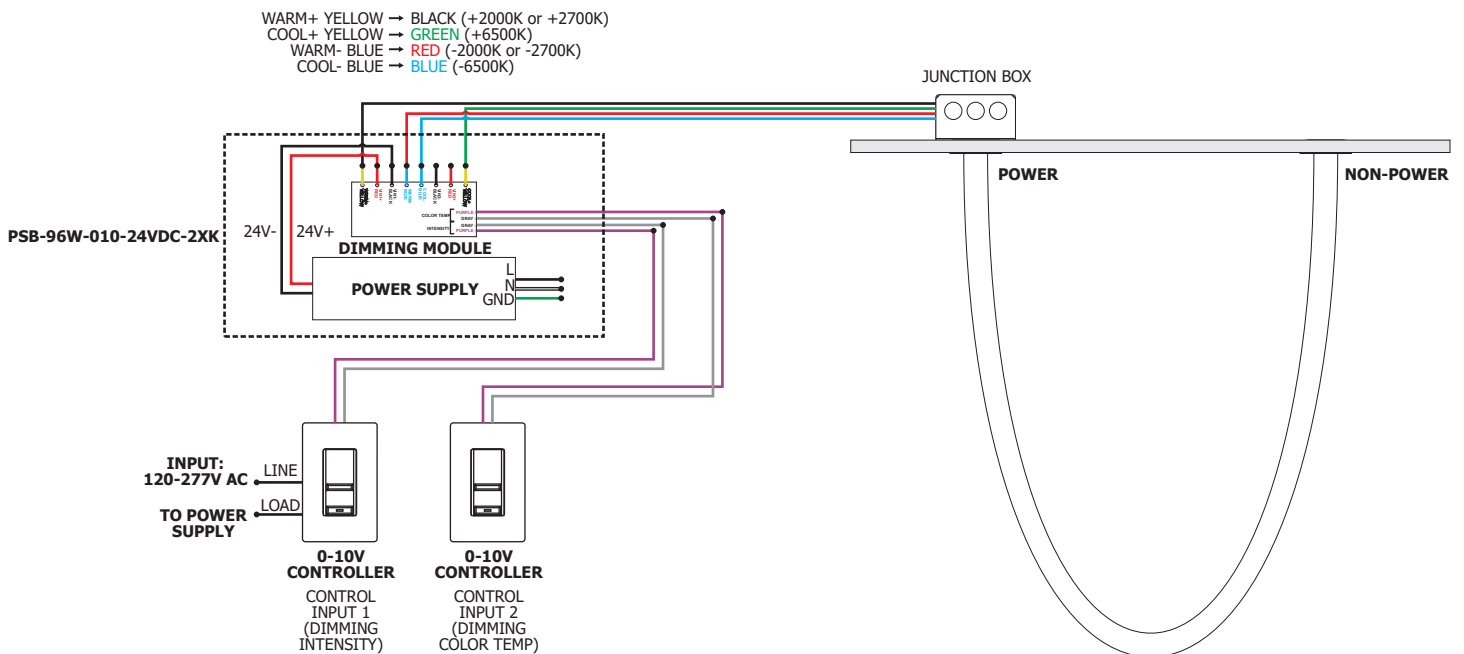 WARM+ YELLOW → BLACK (+2000K or +2700K)
COOL+ YELLOW → GREEN (+6500K)
WARM- BLUE → RED (-2000K or -2700K)
COOL- BLUE → BLUE (-6500K)
JUNCTION BOX
POWER
NON-POWER
PSB-96W-010-24VDC-2XK
24V-
24V+
COLOR TEMP
INTENSITY
PURPLE
GRAY
GRAY
PURPLE
DIMMING MODULE
POWER SUPPLY
L
N
GND
INPUT:
120-277V AC
LINE
TO POWER
SUPPLY
LOAD
0-10V
CONTROLLER
CONTROL
INPUT 1
(DIMMING
INTENSITY)
0-10V
CONTROLLER
CONTROL
INPUT 2
(DIMMING
COLOR TEMP)